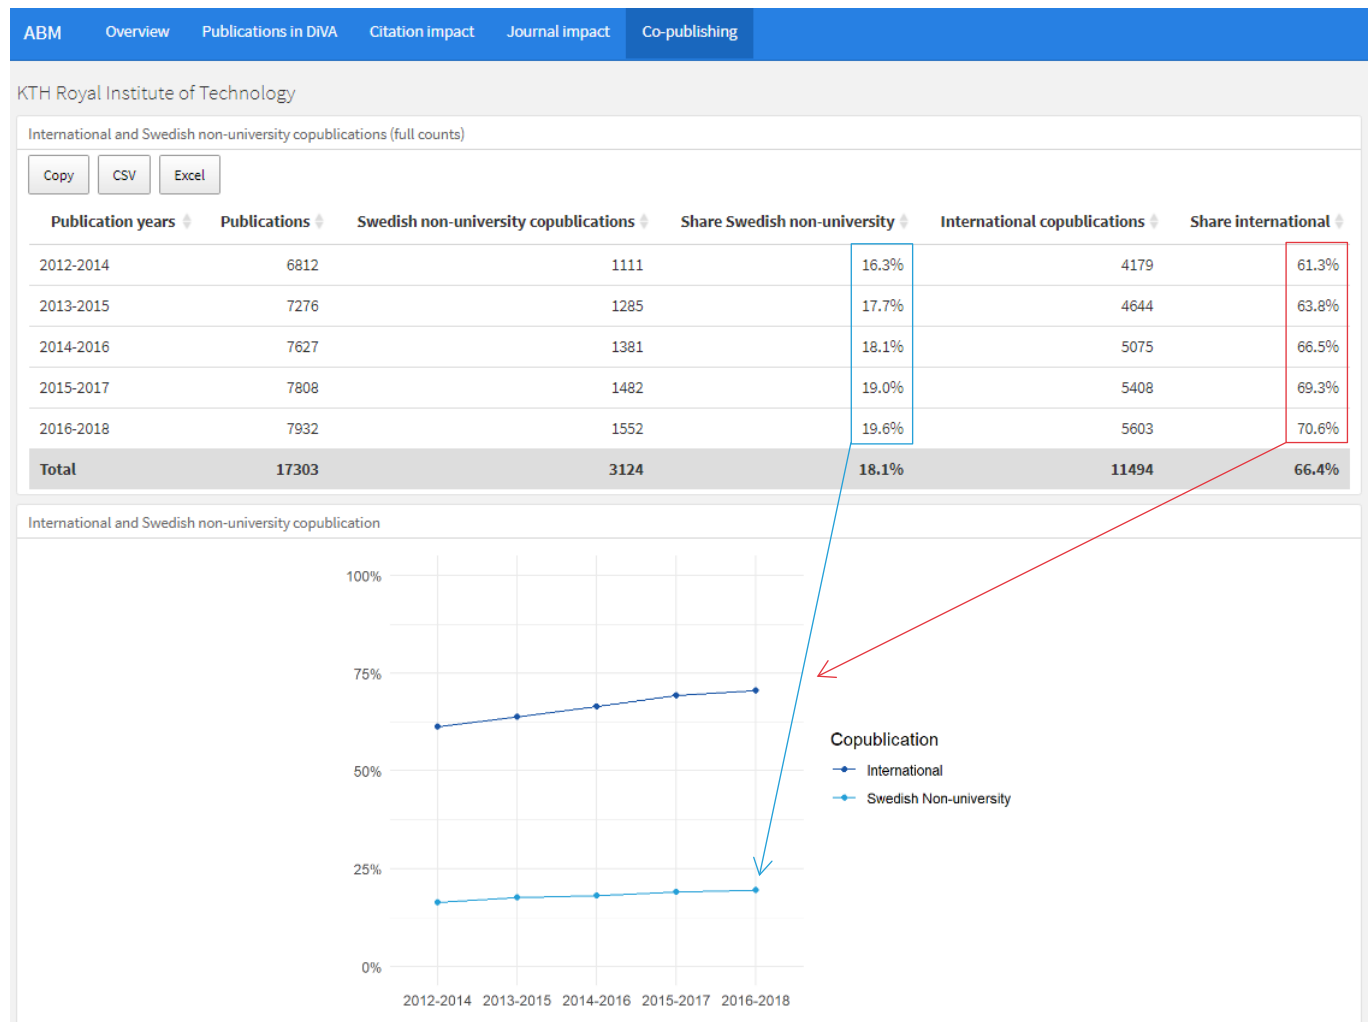 ABM Overview Publications in DiVA Citation impact Journal impact Co-publishing
KTH Royal Institute of Technology
International and Swedish non-university copublications (full counts)
Copy CSV Excel
Publication years Publications Swedish non-university copublications Share Swedish non-university International copublications Share international
2012-2014 6812 1111 16.3% 4179 61.3%
2013-2015 7276 1285 17.7% 4644 63.8%
2014-2016 7627 1381 18.1% 5075 66.5%
2015-2017 7808 1482 19.0% 5408 69.3%
2016-2018 7932 1552 19.6% 5603 70.6%
Total 17303 3124 18.1% 11494 66.4%
International and Swedish non-university copublication
100%
75%
50%
25%
0%
2012-2014 2013-2015 2014-2016 2015-2017 2016-2018
Copublication
International
Swedish Non-university